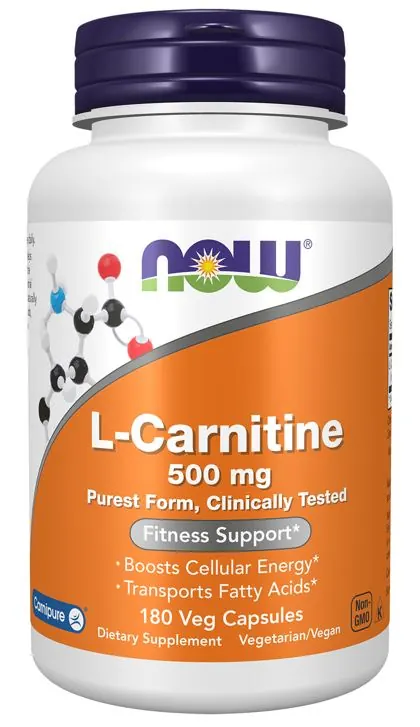 NOW®
L-Carnitine
500 mg
Purest Form, Clinically Tested
Fitness Support*
• Boosts Cellular Energy*
• Transports Fatty Acids*
180 Veg Capsules
Carnipure
Dietary Supplement Vegetarian/Vegan
Non-
GMO
K